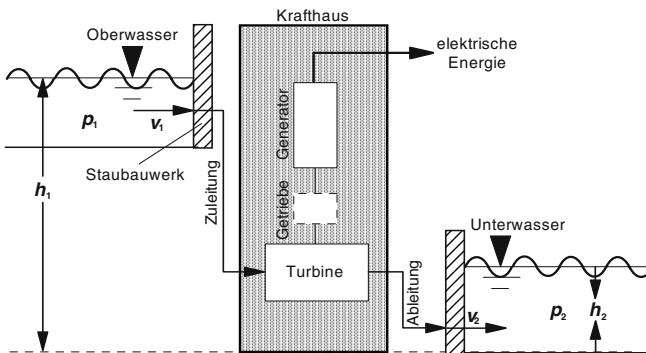 Krafthaus
Oberwasser
elektrische
Energie
p1
v1
Staubauwerk
h1
Zuleitung
Generator
Getriebe
Turbine
Ableitung
Unterwasser
v2
p2
h2